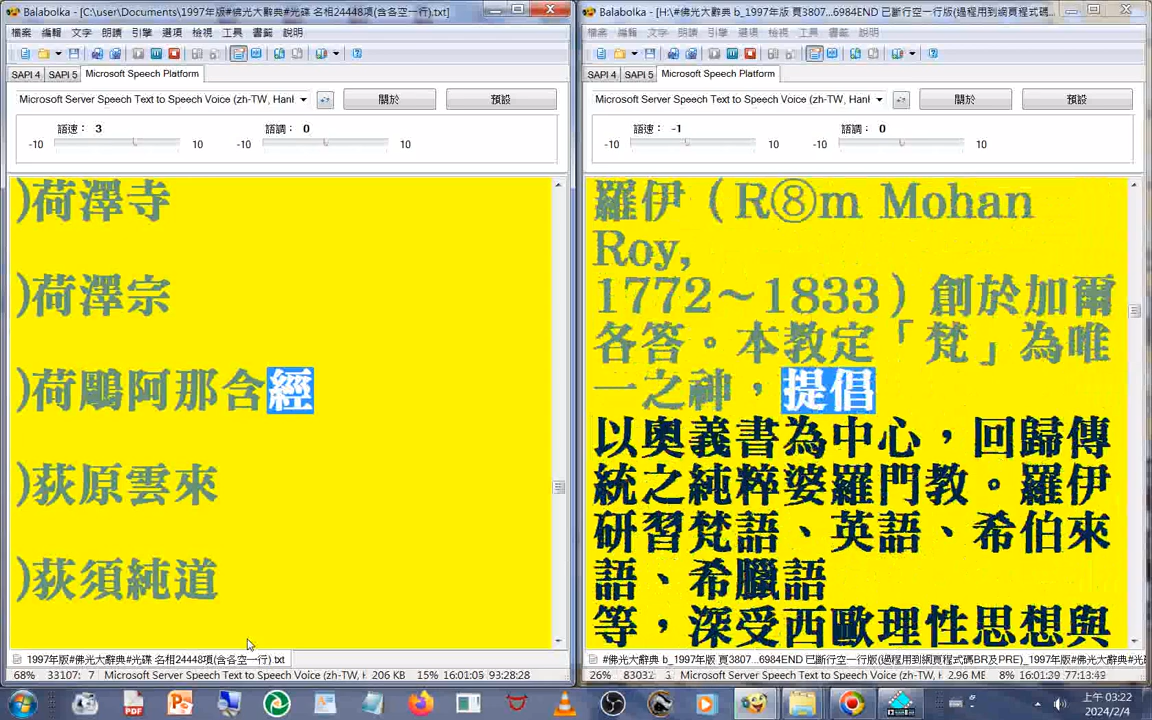 Balabolka - [C:\user\Documents\1997年版#佛光大辭典#光碟 名相24448項(含各空一行).txt]
檔案 編輯 文字 朗讀 引擎 選項 檢視 工具 書籤 說明
SAPI 4 SAPI 5 Microsoft Speech Platform
Microsoft Server Speech Text to Speech Voice (zh-TW, Hanl
關於
預設
語速： 3
語調： 0
-10 10 -10 10
)荷澤寺
)荷澤宗
)荷鵰阿那含經
)荻原雲來
)荻須純道
1997年版#佛光大辭典#光碟 名相24448項(含各空一行).txt
68% 33107: 7 Microsoft Server Speech Text to Speech Voice (zh-TW, H 206 KB 15% 16:01:05 93:28:28
Balabolka - [H:\#佛光大辭典 b_1997年版 頁3807...6984END 已斷行空一行版(過程用到網頁程式碼
檔案 編輯 文字 朗讀 引擎 選項 檢視 工具 書籤 說明
SAPI 4 SAPI 5 Microsoft Speech Platform
Microsoft Server Speech Text to Speech Voice (zh-TW, Hanl
關於
預設
語速： -1
語調： 0
-10 10 -10 10
羅伊（R⑧m Mohan
Roy,
1772～1833）創於加爾
各答。本教定「梵」為唯
一之神，提倡
以奧義書為中心，回歸傳
統之純粹婆羅門教。羅伊
研習梵語、英語、希伯來
語、希臘語
等，深受西歐理性思想與
#佛光大辭典 b_1997年版 頁3807...6984END 已斷行空一行版(過程用到網頁程式碼BR及PRE)_1997年版#佛光大辭典#光
26% 83032: 3 Microsoft Server Speech Text to Speech Voice (zh-TW, H 2.96 MB 8% 16:01:39 77:13:49
PDF
上午 03:22
2024/2/4